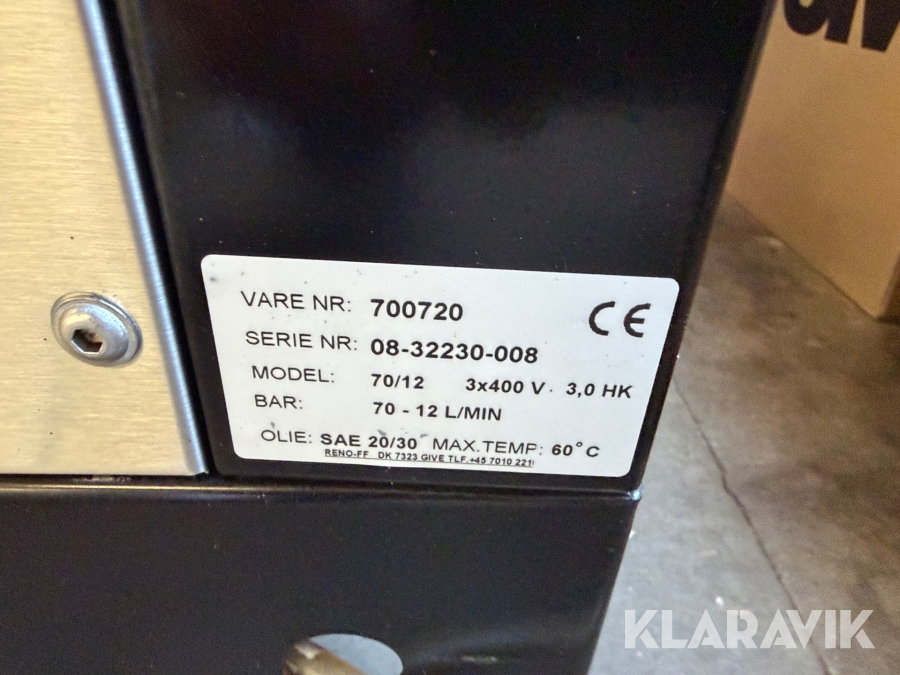 VARE NR: 700720
CE
SERIE NR: 08-32230-008
MODEL: 70/12 3x400 V. 3,0 HK
BAR: 70 - 12 L/MIN
OLIE: SAE 20/30 MAX.TEMP: 60°C
RENO-FF DK 7323 GIVE TLF.+45 7010 2211
KLARAVIK